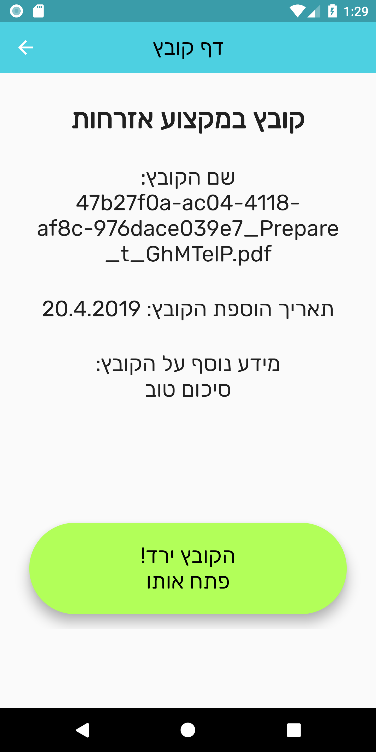 1:29
דף קובץ
קובץ במקצוע אזרחות
שם הקובץ:
47b27f0a-ac04-4118-
af8c-976dace039e7_Prepare
_t_GhMTelP.pdf
תאריך הוספת הקובץ: 20.4.2019
מידע נוסף על הקובץ:
סיכום טוב
הקובץ ירד!
פתח אותו